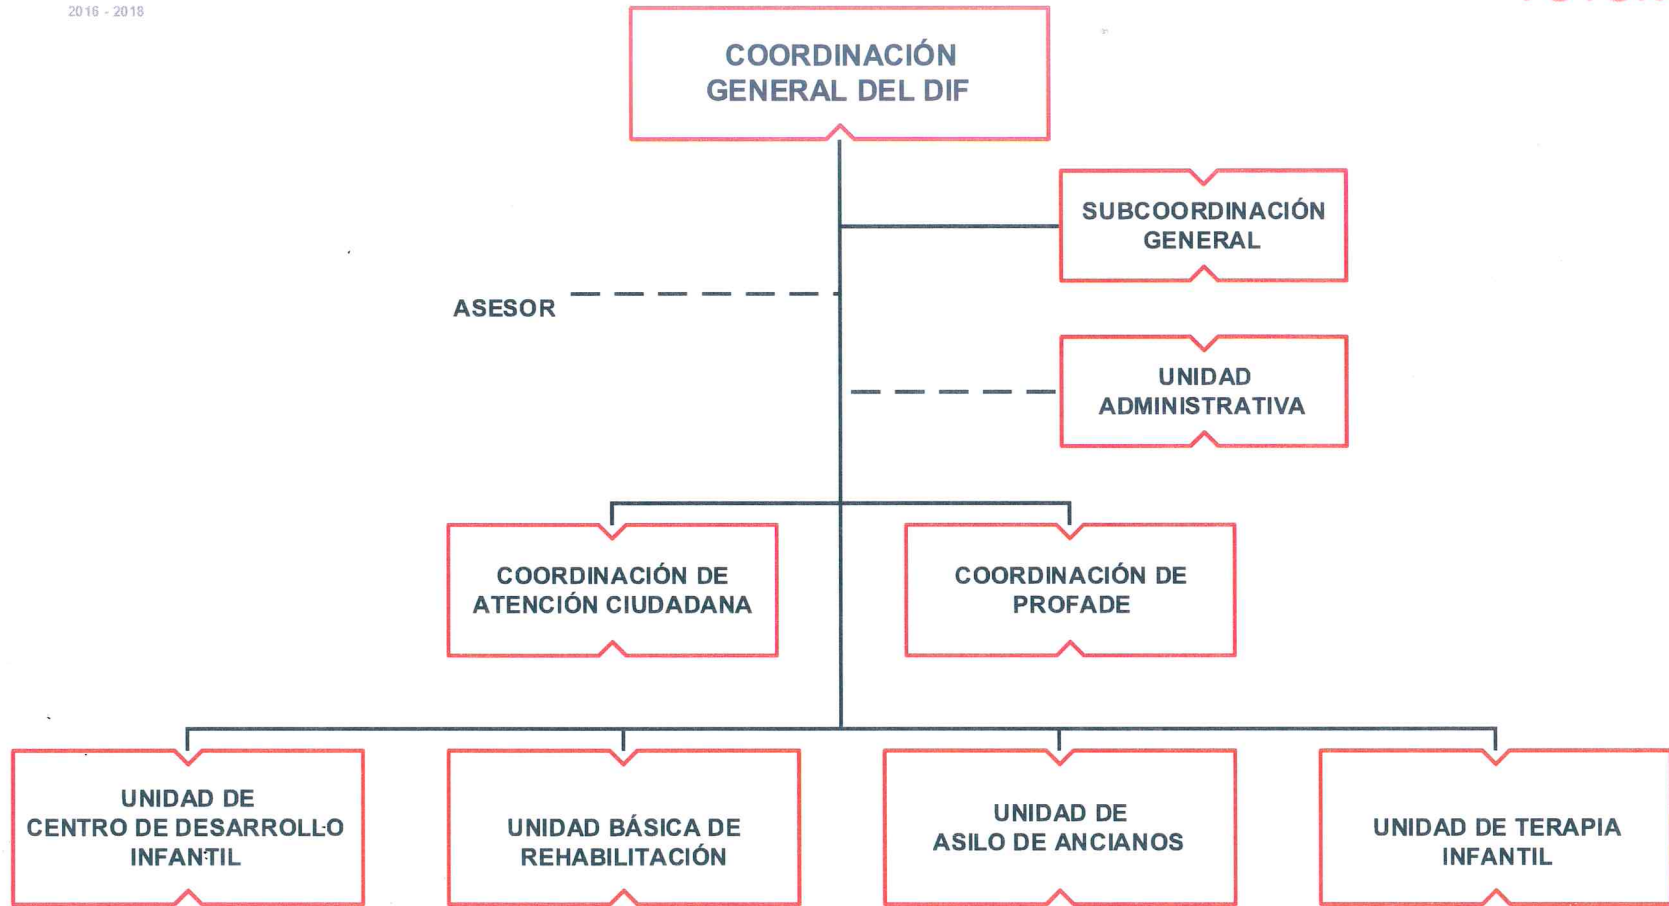 2016 - 2018
COORDINACIÓN
GENERAL DEL DIF
SUBCOORDINACIÓN
GENERAL
ASESOR
UNIDAD
ADMINISTRATIVA
COORDINACIÓN DE
ATENCIÓN CIUDADANA
COORDINACIÓN DE
PROFADE
UNIDAD DE
CENTRO DE DESARROLLO
INFANTIL
UNIDAD BÁSICA DE
REHABILITACIÓN
UNIDAD DE
ASILO DE ANCIANOS
UNIDAD DE TERAPIA
INFANTIL